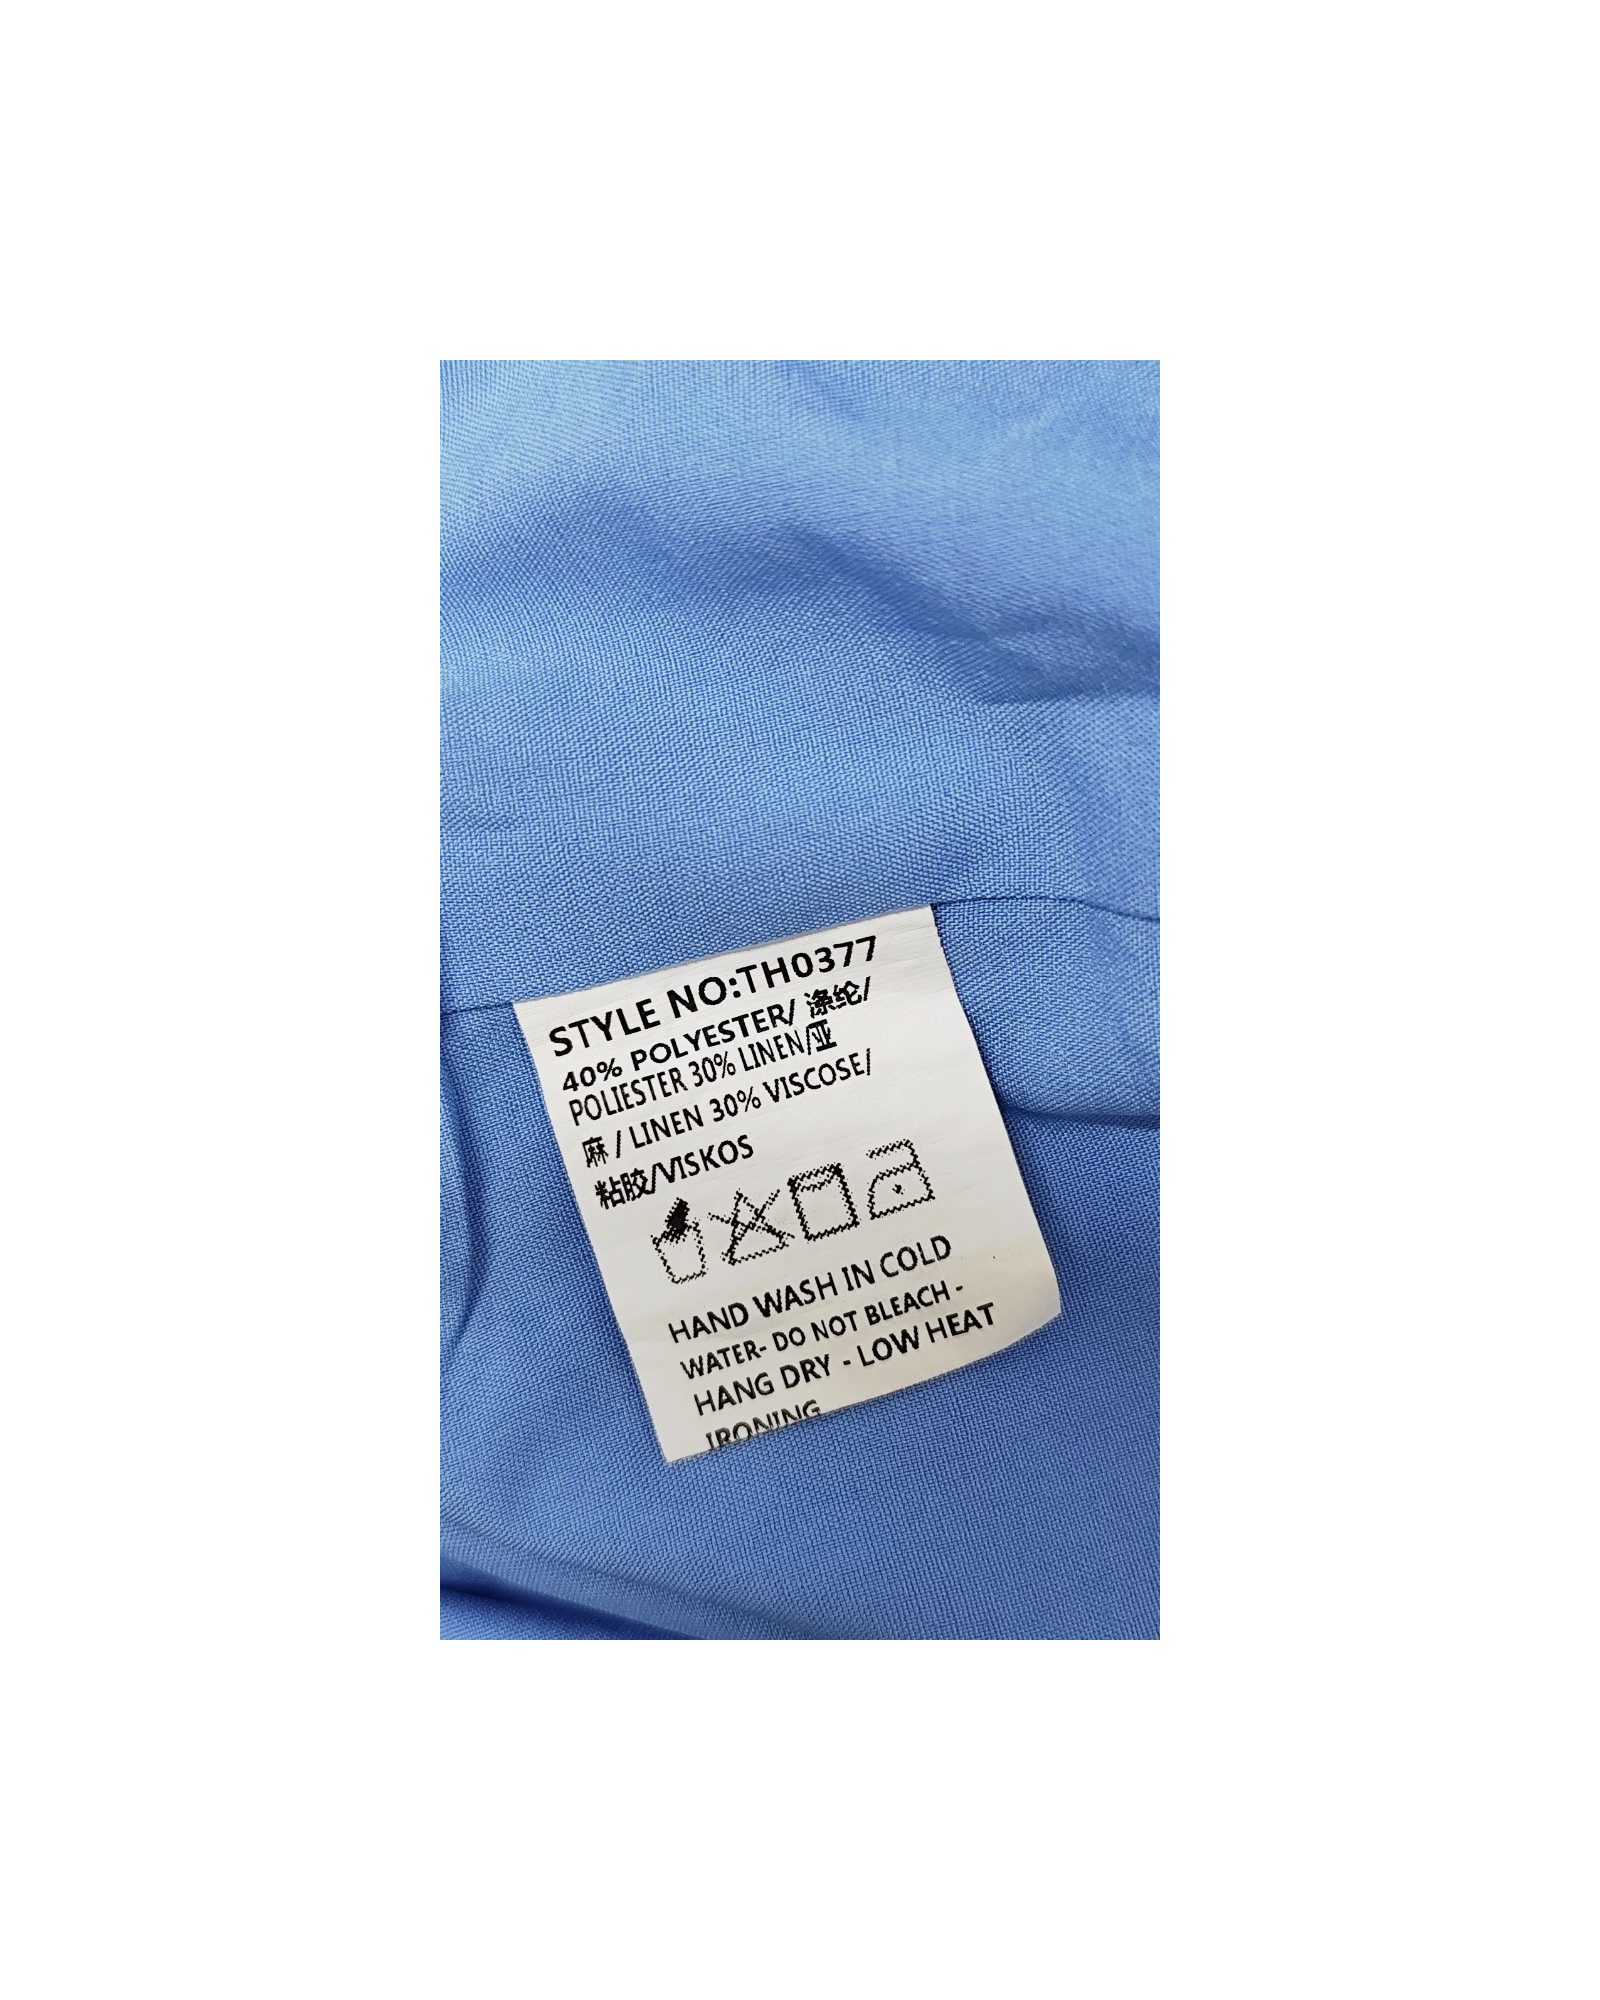 STYLE NO:TH0377
40% POLYESTER/ 涤纶/
POLIESTER 30% LINEN/亚
麻 / LINEN 30% VISCOSE/
粘胶/VISKOS
HAND WASH IN COLD
WATER- DO NOT BLEACH -
HANG DRY - LOW HEAT
IRONING